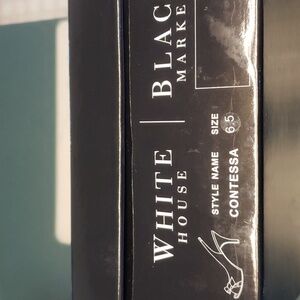 WHITE | BLAC
HOUSE MARKE
STYLE NAME SIZE
CONTESSA 6.5